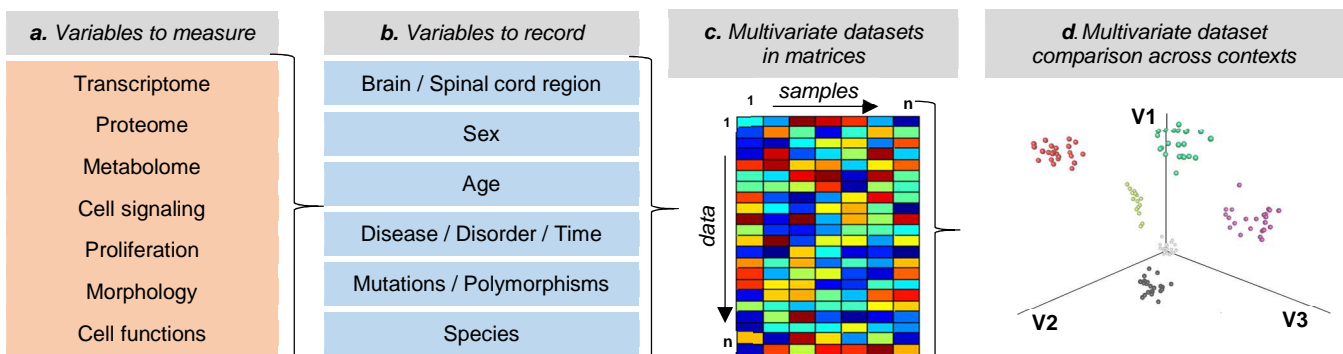 a. Variables to measure
Transcriptome
Proteome
Metabolome
Cell signaling
Proliferation
Morphology
Cell functions
b. Variables to record
Brain / Spinal cord region
Sex
Age
Disease / Disorder / Time
Mutations / Polymorphisms
Species
c. Multivariate datasets
in matrices
1 samples n
1
data
n
d. Multivariate dataset
comparison across contexts
V1
V2
V3